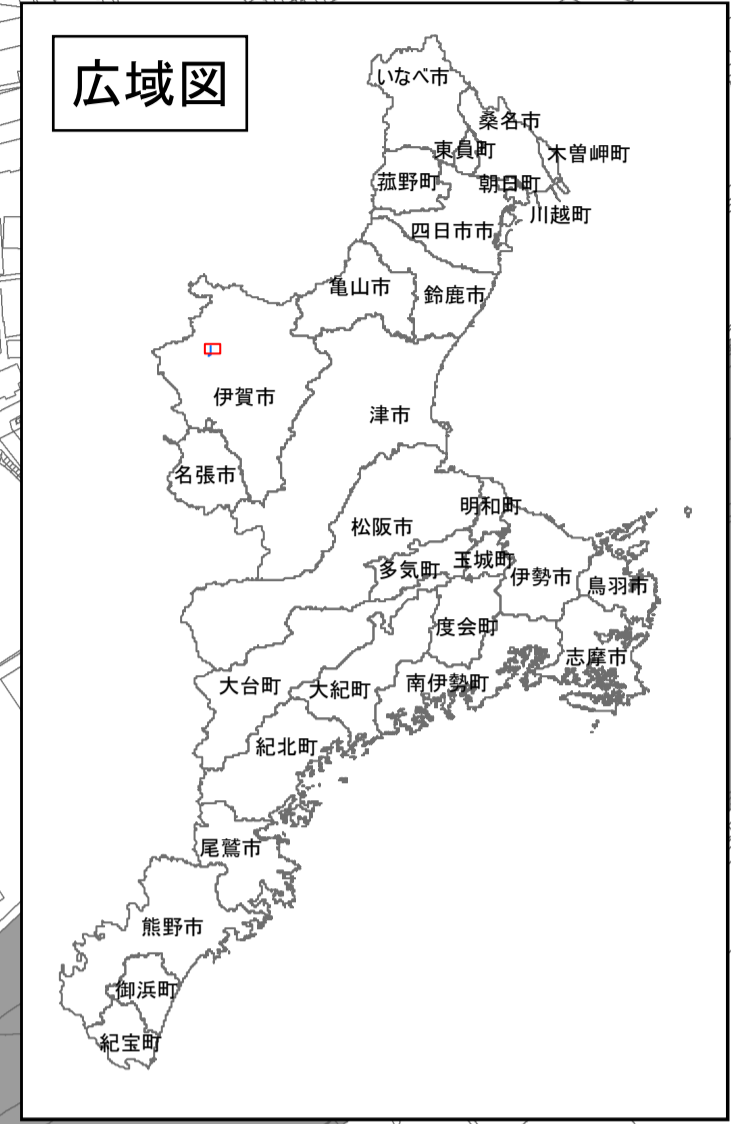 広域図
いなべ市
桑名市
東員町
木曽岬町
菰野町
朝日町
川越町
四日市市
亀山市
鈴鹿市
伊賀市
津市
名張市
明和町
松阪市
玉城町
多気町
伊勢市
鳥羽市
度会町
志摩市
大台町
大紀町
南伊勢町
紀北町
尾鷲市
熊野市
御浜町
紀宝町